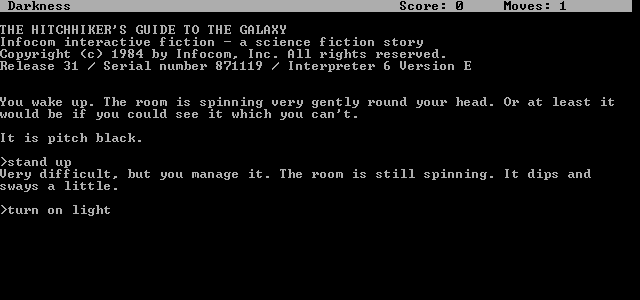 Darkness Score: 0 Moves: 1
THE HITCHHIKER'S GUIDE TO THE GALAXY
Infocom interactive fiction - a science fiction story
Copyright (c) 1984 by Infocom, Inc. All rights reserved.
Release 31 / Serial number 871119 / Interpreter 6 Version E
You wake up. The room is spinning very gently round your head. Or at least it
would be if you could see it which you can't.
It is pitch black.
>stand up
Very difficult, but you manage it. The room is still spinning. It dips and
sways a little.
>turn on light